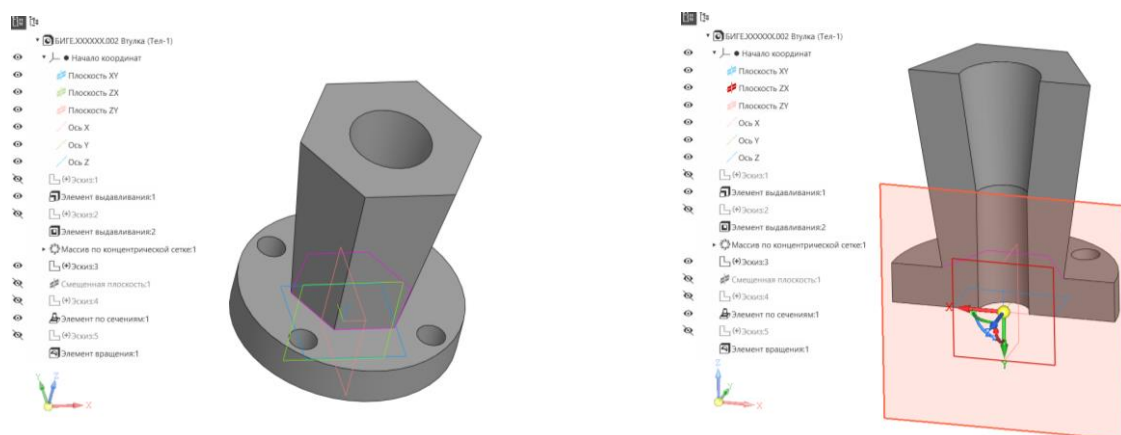 БИГЕ.XXXXXX.002 Втулка (Тел-1)
Начало координат
Плоскость XY
Плоскость ZX
Плоскость ZY
Ось X
Ось Y
Ось Z
(+)Эскиз:1
Элемент выдавливания:1
(+)Эскиз:2
Элемент выдавливания:2
Массив по концентрической сетке:1
(+)Эскиз:3
Смещенная плоскость:1
(+)Эскиз:4
Элемент по сечениям:1
(+)Эскиз:5
Элемент вращения:1
Y Z
X
БИГЕ.XXXXXX.002 Втулка (Тел-1)
Начало координат
Плоскость XY
Плоскость ZX
Плоскость ZY
Ось X
Ось Y
Ось Z
(+)Эскиз:1
Элемент выдавливания:1
(+)Эскиз:2
Элемент выдавливания:2
Массив по концентрической сетке:1
(+)Эскиз:3
Смещенная плоскость:1
(+)Эскиз:4
Элемент по сечениям:1
(+)Эскиз:5
Элемент вращения:1
X
Y
Z
Y
X